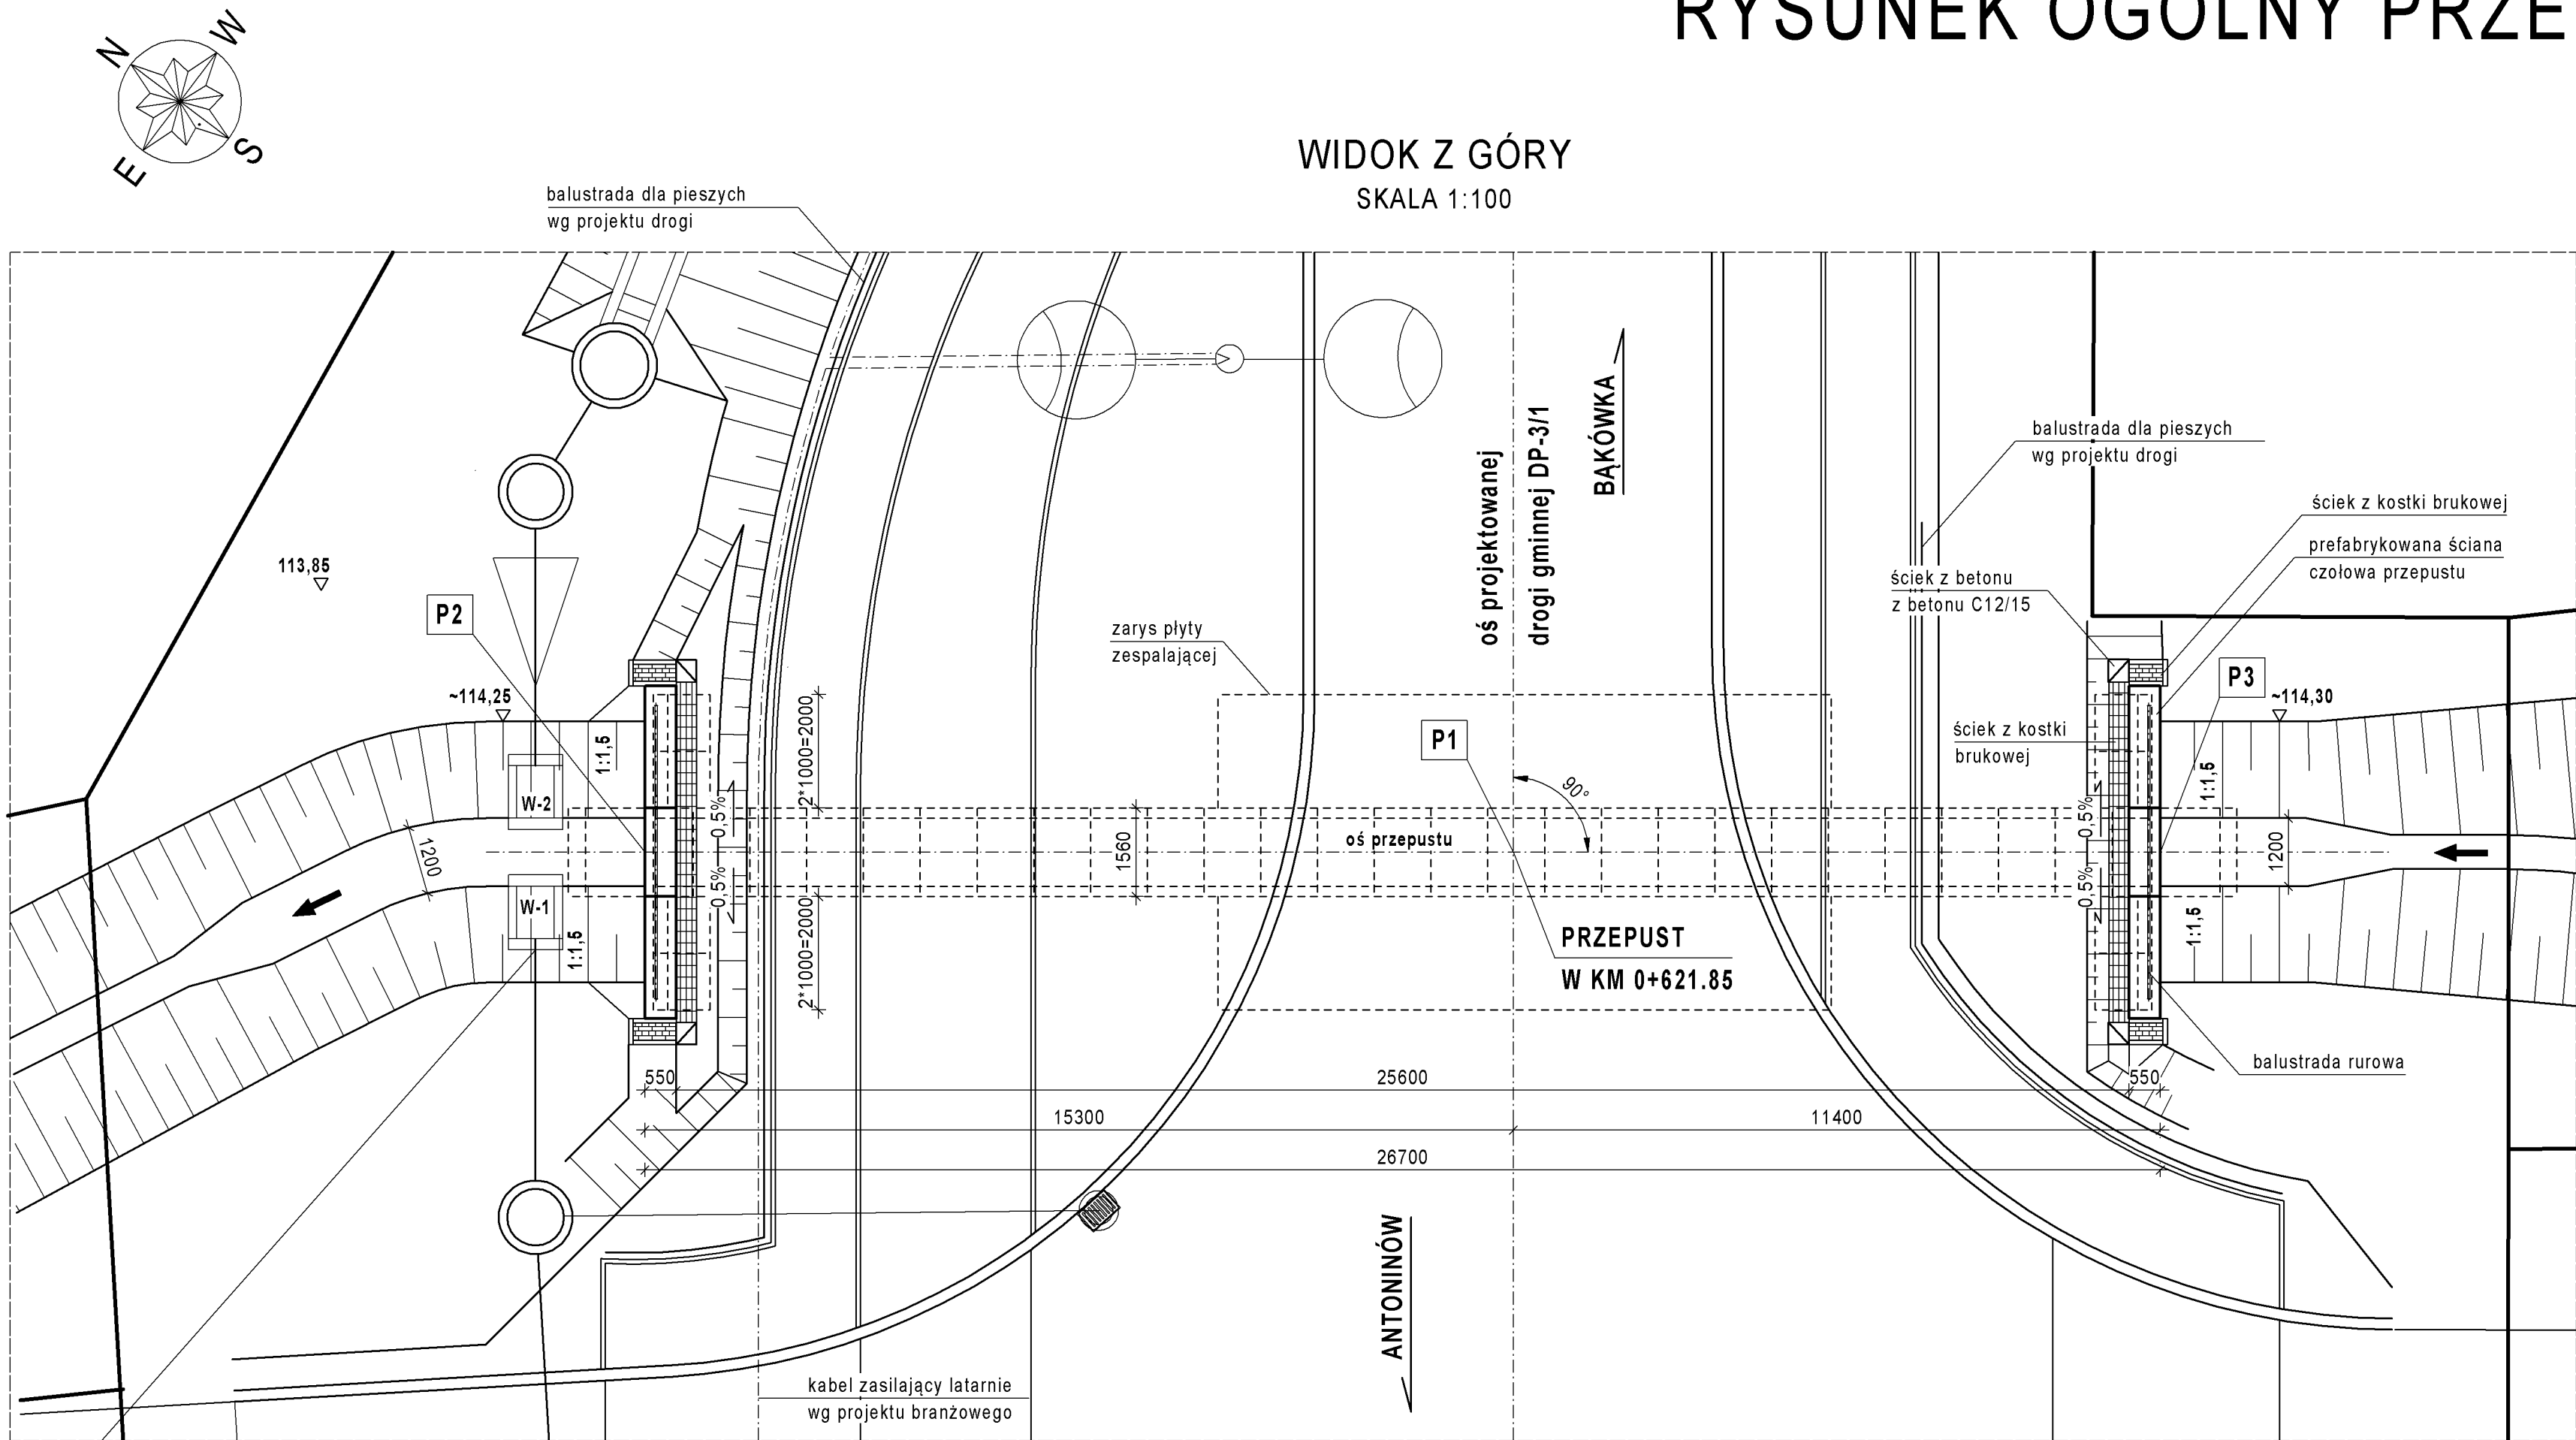 RYSUNEK OGÓLNY PRZE
N
W
E
S
WIDOK Z GÓRY
SKALA 1:100
balustrada dla pieszych
wg projektu drogi
BĄKÓWKA
oś projektowanej
drogi gminnej DP-3/1
balustrada dla pieszych
wg projektu drogi
ściek z kostki brukowej
prefabrykowana ściana
czołowa przepustu
ściek z betonu
z betonu C12/15
113,85
P2
zarys płyty
zespalającej
P3
~114,25
~114,30
P1
ściek z kostki
brukowej
1:1,5
2*1000=2000
90°
1:1,5
W-2
0,5%
0,5%
1200
1560
oś przepustu
1200
W-1
0,5%
0,5%
1:1,5
2*1000=2000
1:1,5
PRZEPUST
W KM 0+621.85
balustrada rurowa
550
25600
550
15300
11400
26700
ANTONINÓW
kabel zasilający latarnie
wg projektu branżowego